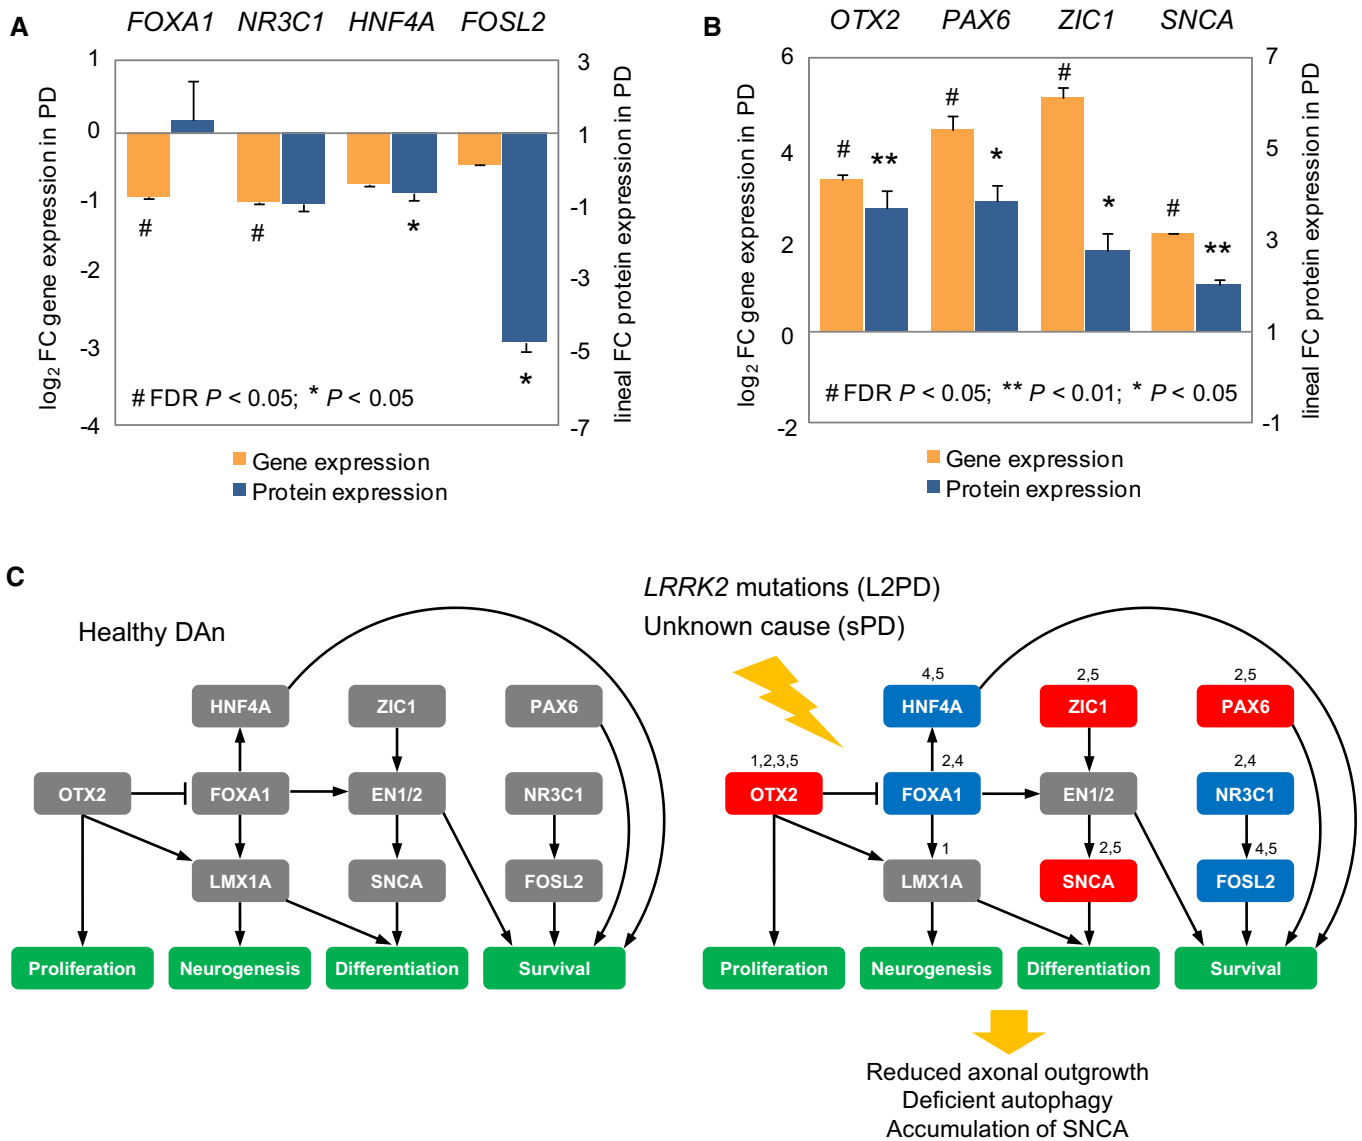 A
FOXA1 NR3C1 HNF4A FOSL2
log2 FC gene expression in PD
1
0
-1
-2
-3
-4
3
1
-1
-3
-5
-7
lineal FC protein expression in PD
#
#
*
*
# FDR P < 0.05; * P < 0.05
Gene expression
Protein expression
B
OTX2 PAX6 ZIC1 SNCA
log2 FC gene expression in PD
6
4
2
0
-2
7
5
3
1
-1
lineal FC protein expression in PD
#
**
#
*
#
*
#
**
# FDR P < 0.05; ** P < 0.01; * P < 0.05
Gene expression
Protein expression
C
Healthy DAn
HNF4A ZIC1 PAX6
OTX2 FOXA1 EN1/2 NR3C1
LMX1A SNCA FOSL2
Proliferation Neurogenesis Differentiation Survival
LRRK2 mutations (L2PD)
Unknown cause (sPD)
4,5 2,5 2,5
HNF4A ZIC1 PAX6
1,2,3,5 2,4 2,4
OTX2 FOXA1 EN1/2 NR3C1
1 2,5 4,5
LMX1A SNCA FOSL2
Proliferation Neurogenesis Differentiation Survival
Reduced axonal outgrowth
Deficient autophagy
Accumulation of SNCA